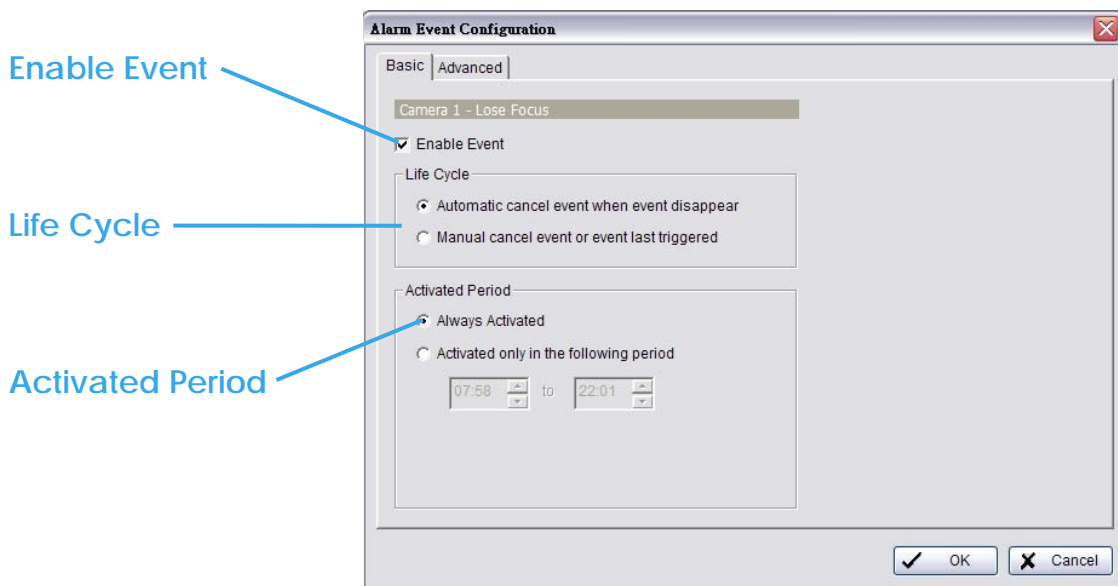 Alarm Event Configuration
Enable Event
Basic Advanced
Camera 1 - Lose Focus
Enable Event
Life Cycle
Automatic cancel event when event disappear
Life Cycle
Manual cancel event or event last triggered
Activated Period
Always Activated
Activated only in the following period
Activated Period
07:58 to 22:01
OK Cancel